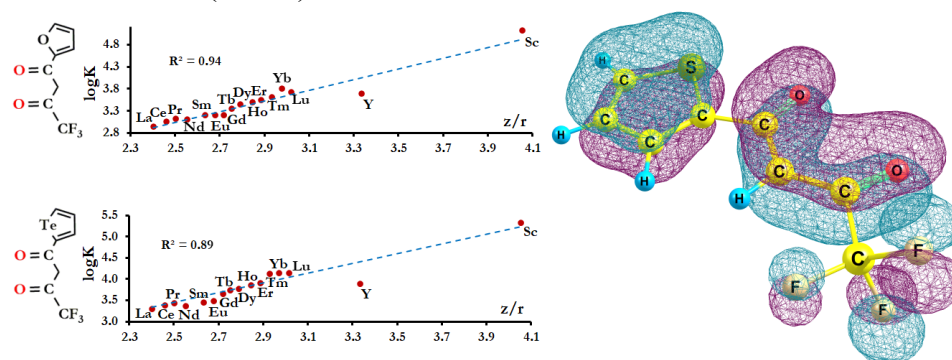 O
O
O
CF₃
logK
4.8
4.3
3.8
3.3
2.8
R² = 0.94
La Ce Pr Nd Sm Eu Gd Tb Dy Ho Er Tm Yb Lu Y Sc
z/r
2.3 2.5 2.7 2.9 3.1 3.3 3.5 3.7 3.9 4.1
Te
O
O
CF₃
logK
5.5
5.0
4.5
4.0
3.5
3.0
R² = 0.89
La Ce Pr Nd Sm Eu Gd Tb Dy Ho Er Tm Yb Lu Y Sc
z/r
2.3 2.5 2.7 2.9 3.1 3.3 3.5 3.7 3.9 4.1
H C S
C C
H C C O
H C O
H C
C F
F F